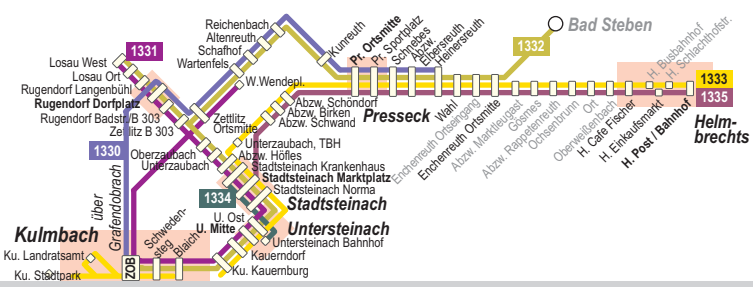 Reichenbach
Altenreuth
Schafhof
Wartenfels
Kunreuth
Pr. Ortsmitte
Pr. Sportplatz
Schnebes
Abzw.
Elbersreuth
Heinersreuth
Bad Steben
1332
1331
Losau West
Losau Ort
Rugendorf Langenbühl
Rugendorf Dorfplatz
Rugendorf Badstr./B 303
Zettlitz B 303
W.Wendepl.
Zettlitz
Ortsmitte
Abzw. Schöndorf
Abzw. Birken
Abzw. Schwand
Presseck
Wahl
Enchenreuth Ortseingang
Enchenreuth Ortsmitte
Abzw. Marktleugast
Gösmes
Abzw. Rappetenreuth
Ochsenbrunn
Ort
Oberweißenbach
H. Cafe Fischer
H. Busbahnhof
H. Schlachthofstr.
H. Einkaufsmarkt
H. Post / Bahnhof
1333
1335
Helm-
brechts
1330
über
Grafendobrach
Oberzaubach
Unterzaubach
Unterzaubach, TBH
Abzw. Höfles
Stadtsteinach Krankenhaus
Stadtsteinach Marktplatz
Stadtsteinach Norma
Stadtsteinach
1334
U. Ost
U. Mitte
Untersteinach
Untersteinach Bahnhof
Kauerndorf
Ku. Kauernburg
Kulmbach
Ku. Landratsamt
Ku. Stadtpark
ZOB
Schweden-
steg
Blaich